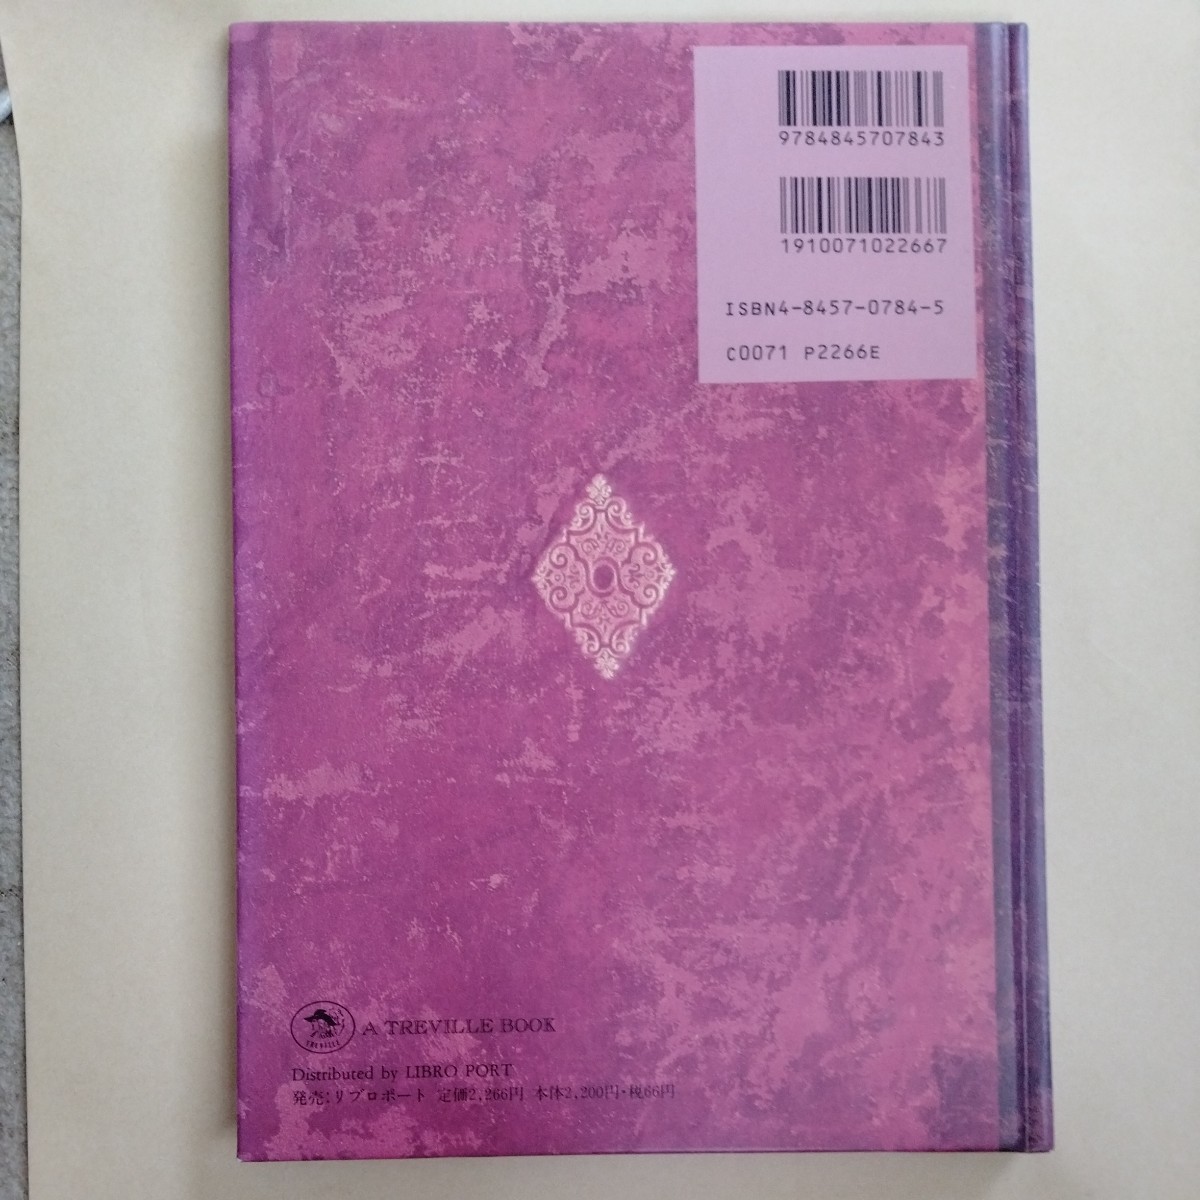 9784845707843
1910071022667
ISBN4-8457-0784-5
C0071 P2266E
TREVILLE
A TREVILLE BOOK
Distributed by LIBRO PORT
発売:リブロポート 定価2,266円 本体2,200円・税66円